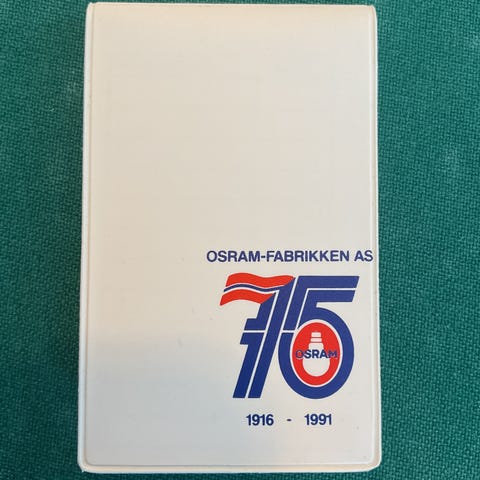 OSRAM-FABRIKKEN AS
75
OSRAM
1916 - 1991